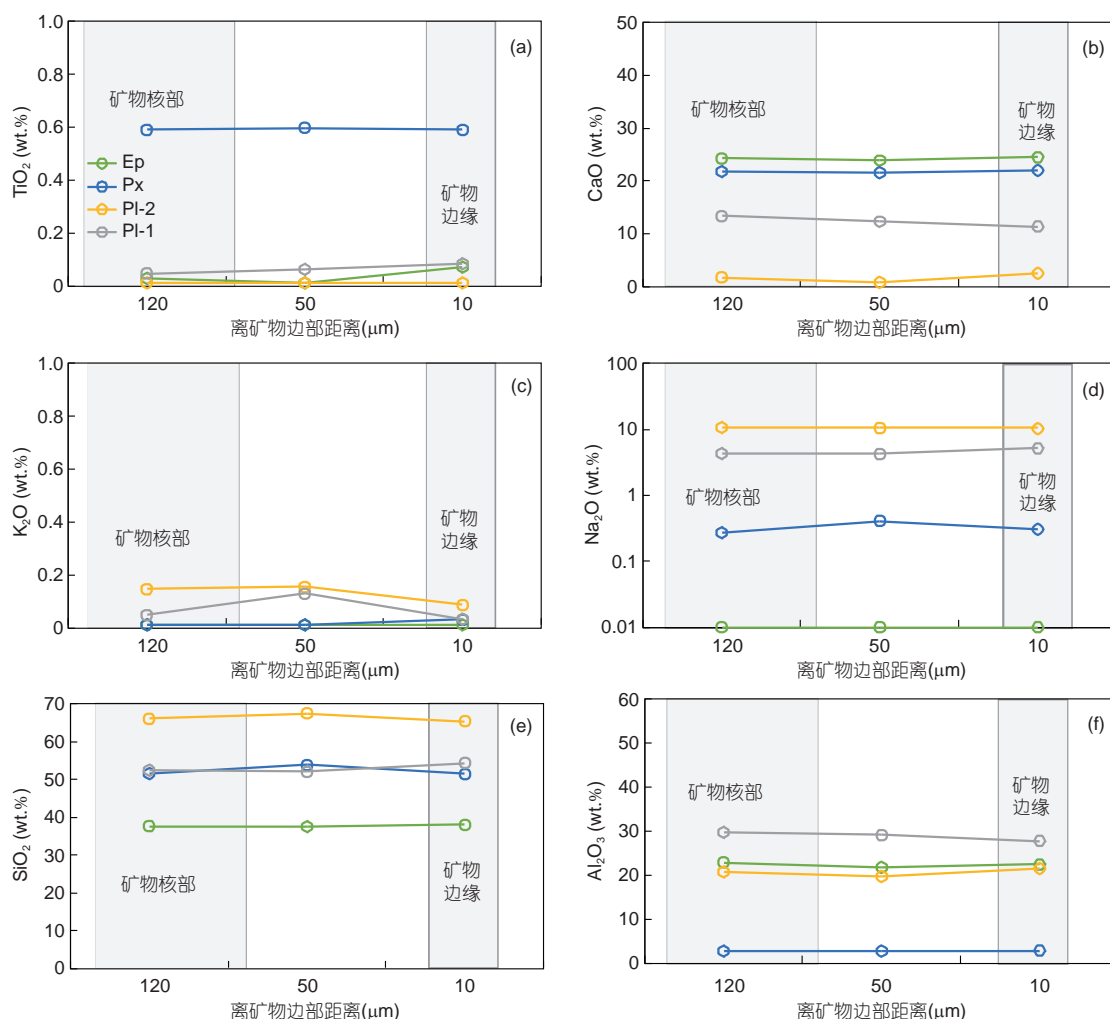 (a)
1.0
0.8
0.6
0.4
0.2
0
TiO₂ (wt.%)
矿物核部
Ep
Px
Pl-2
Pl-1
矿物
边缘
120
50
10
离矿物边部距离(μm)
(b)
50
40
30
20
10
0
CaO (wt.%)
矿物核部
矿物
边缘
120
50
10
离矿物边部距离(μm)
(c)
1.0
0.8
0.6
0.4
0.2
0
K₂O (wt.%)
矿物核部
矿物
边缘
120
50
10
离矿物边部距离(μm)
(d)
100
10
1
0.1
0.01
Na₂O (wt.%)
矿物核部
矿物
边缘
120
50
10
离矿物边部距离(μm)
(e)
70
60
50
40
30
20
10
0
SiO₂ (wt.%)
矿物核部
矿物
边缘
120
50
10
离矿物边部距离(μm)
(f)
60
50
40
30
20
10
0
Al₂O₃ (wt.%)
矿物核部
矿物
边缘
120
50
10
离矿物边部距离(μm)